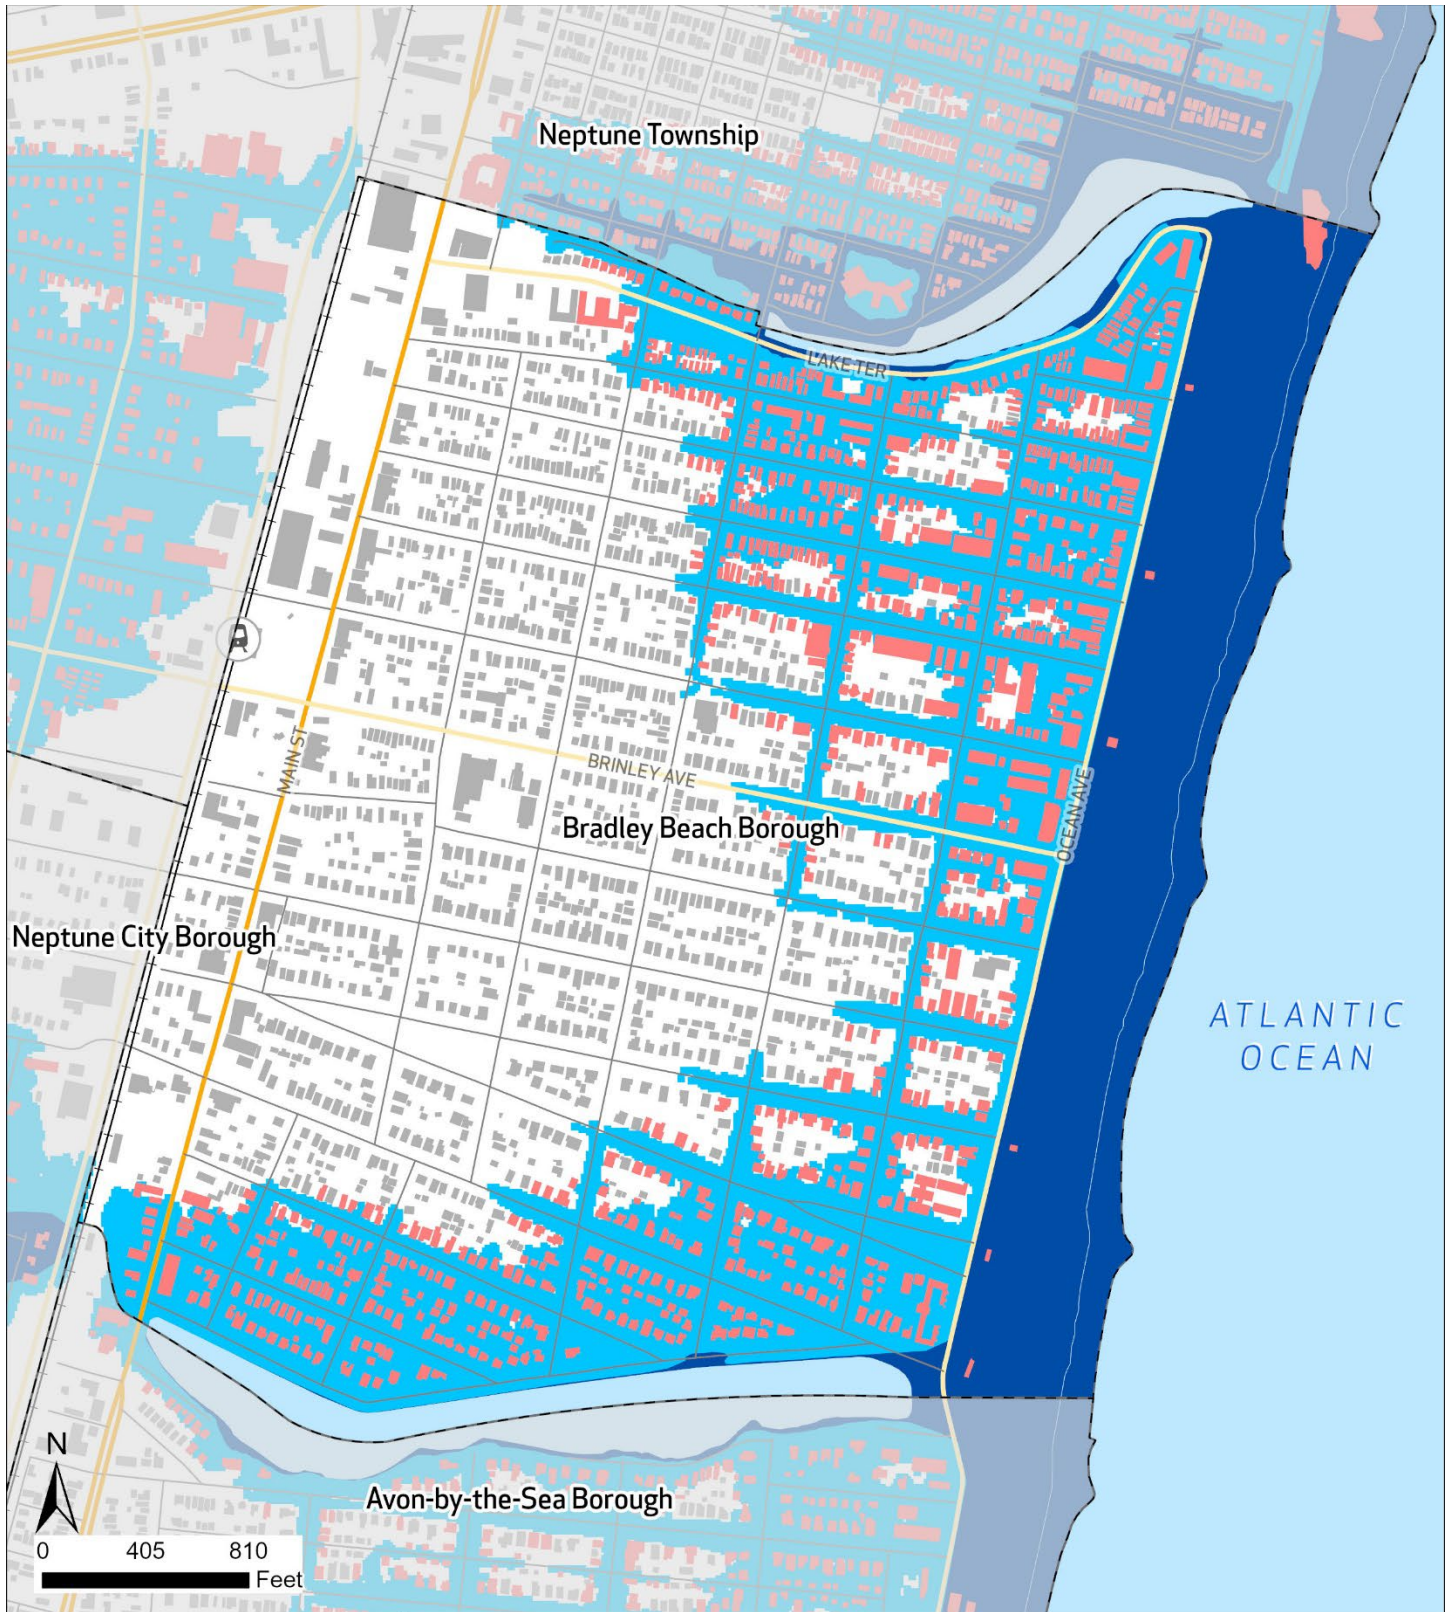 Neptune Township
LAKE TER
MAIN ST
BRINLEY AVE
OCEAN AVE
Bradley Beach Borough
Neptune City Borough
ATLANTIC
OCEAN
N
Avon-by-the-Sea Borough
0 405 810
Feet